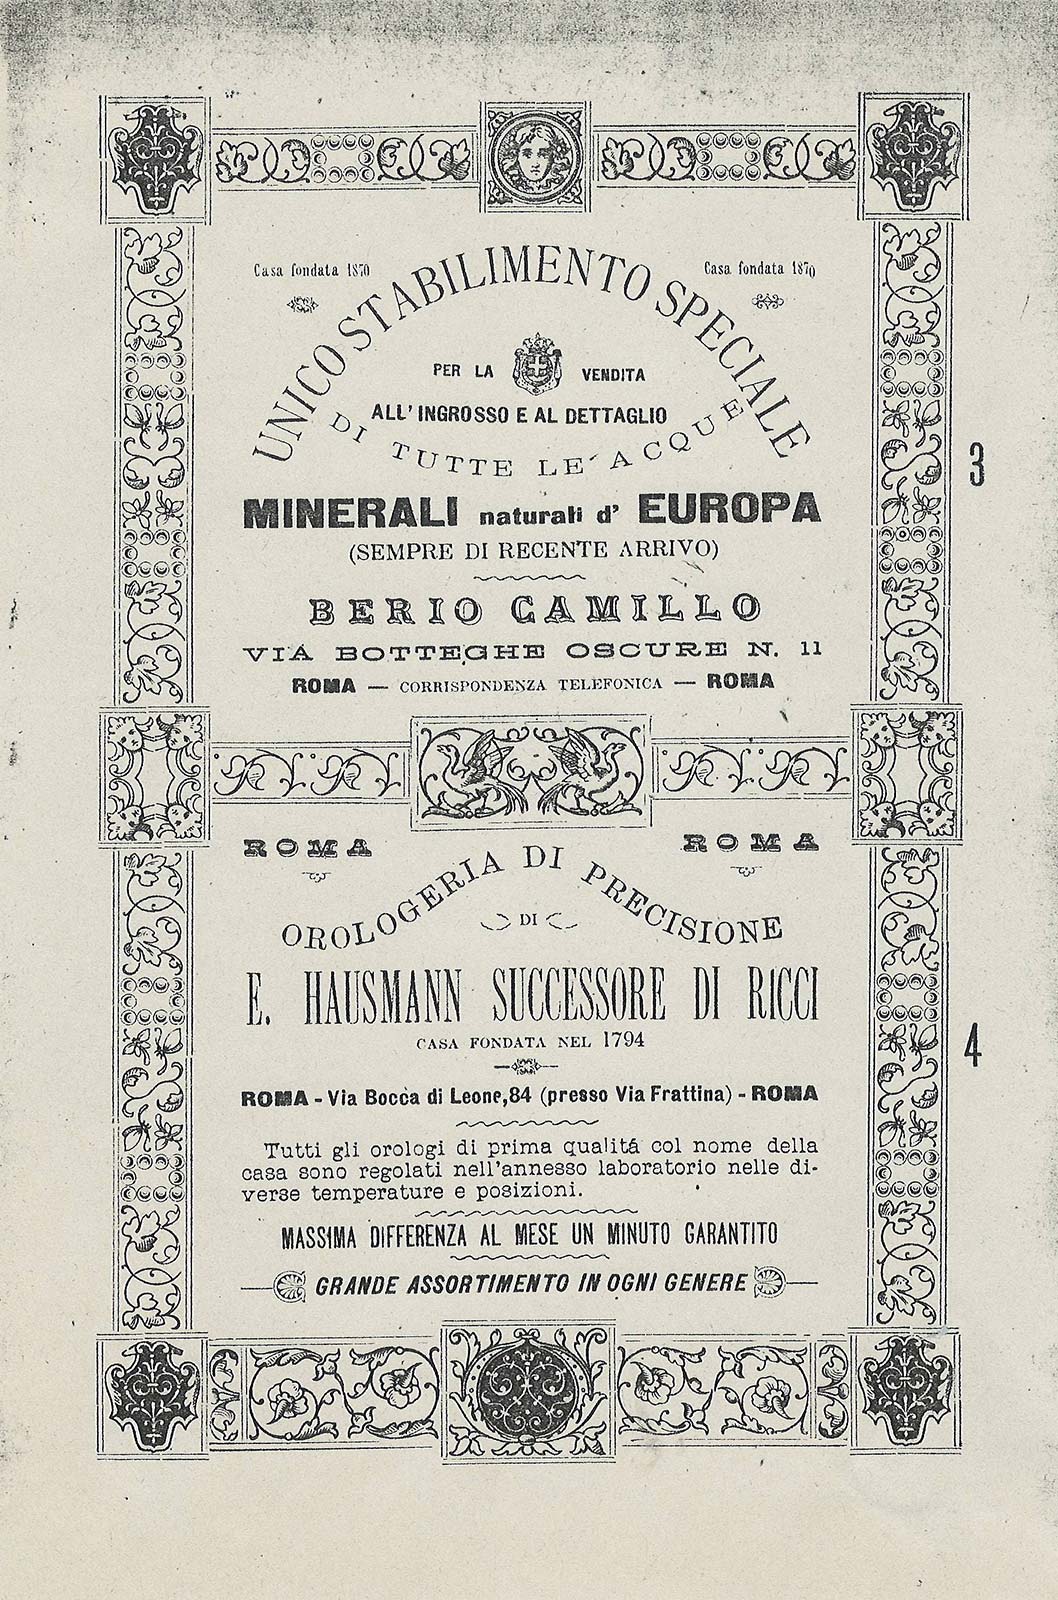 Casa fondata 1870
Casa fondata 1870
UNICO STABILIMENTO SPECIALE
PER LA VENDITA
ALL'INGROSSO E AL DETTAGLIO
DI TUTTE LE ACQUE
MINERALI naturali d' EUROPA
(SEMPRE DI RECENTE ARRIVO)
BERIO CAMILLO
VIA BOTTEGHE OSCURE N. 11
ROMA — CORRISPONDENZA TELEFONICA — ROMA
3
ROMA
ROMA
OROLOGERIA DI PRECISIONE
DI
E. HAUSMANN SUCCESSORE DI RICCI
CASA FONDATA NEL 1794
ROMA - Via Bocca di Leone, 84 (presso Via Frattina) - ROMA
4
Tutti gli orologi di prima qualitá col nome della
casa sono regolati nell'annesso laboratorio nelle di-
verse temperature e posizioni.
MASSIMA DIFFERENZA AL MESE UN MINUTO GARANTITO
GRANDE ASSORTIMENTO IN OGNI GENERE